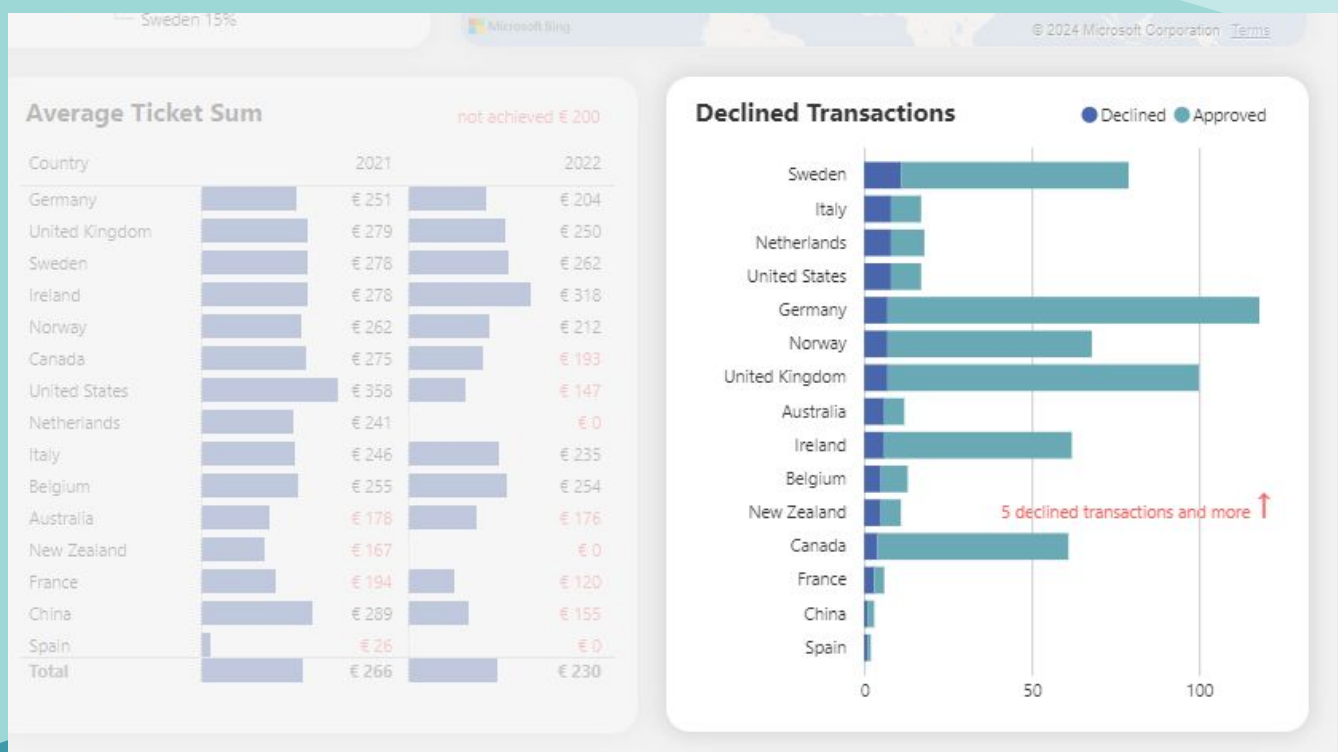 Sweden 15%
Microsoft Bing
© 2024 Microsoft Corporation Terms
Average Ticket Sum not achieved € 200
Country 2021 2022
Germany € 251 € 204
United Kingdom € 279 € 250
Sweden € 278 € 262
Ireland € 278 € 318
Norway € 262 € 212
Canada € 275 € 193
United States € 358 € 147
Netherlands € 241 € 0
Italy € 246 € 235
Belgium € 255 € 254
Australia € 178 € 176
New Zealand € 167 € 0
France € 194 € 120
China € 289 € 155
Spain € 26 € 0
Total € 266 € 230
Declined Transactions Declined Approved
Sweden
Italy
Netherlands
United States
Germany
Norway
United Kingdom
Australia
Ireland
Belgium
New Zealand 5 declined transactions and more ↑
Canada
France
China
Spain
0 50 100